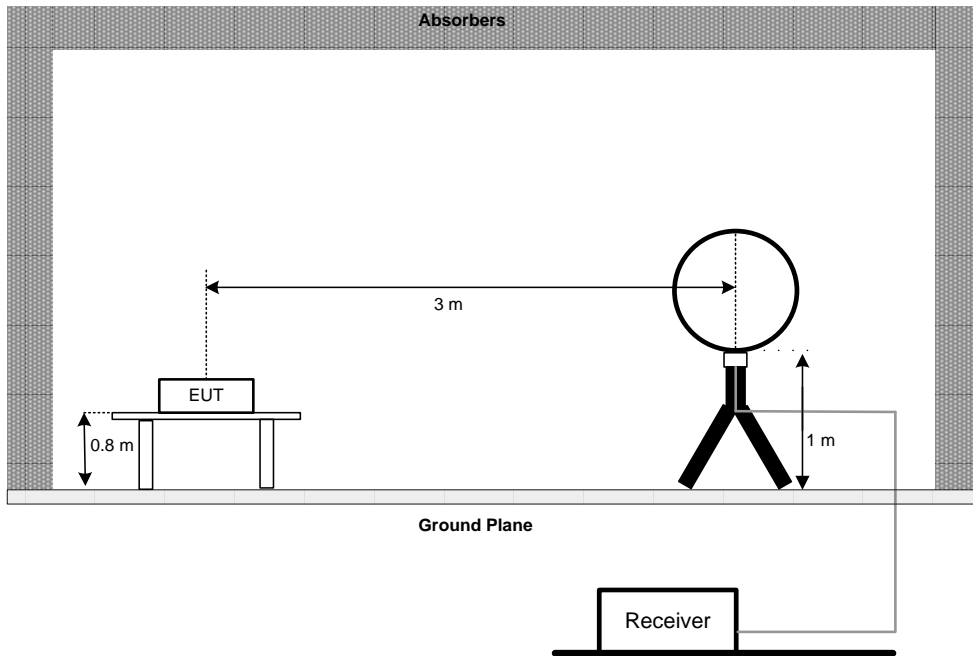 Absorbers
3 m
EUT
0.8 m
1 m
Ground Plane
Receiver